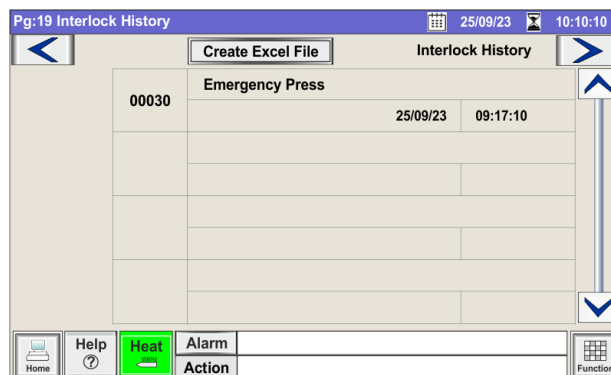 Pg:19 Interlock History 25/09/23 10:10:10
Create Excel File Interlock History
00030 Emergency Press
25/09/23 09:17:10
Home Help ? Heat Alarm
Action Function